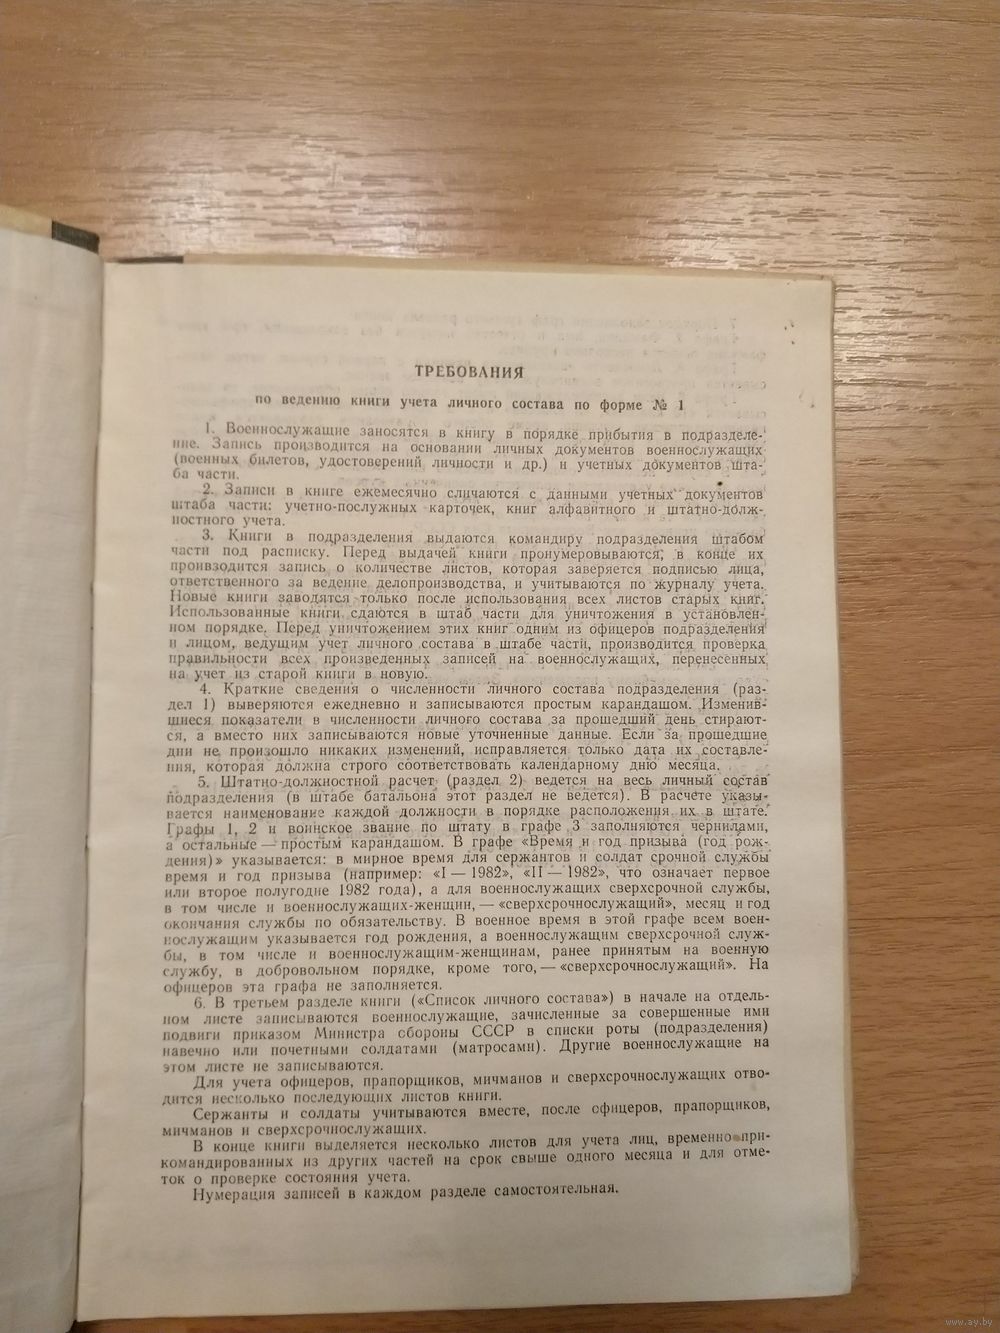 ТРЕБОВАНИЯ
по ведению книги учета личного состава по форме № 1
1. Военнослужащие заносятся в книгу в порядке прибытия в подразделе-
ние. Запись производится на основании личных документов военнослужащих
(военных билетов, удостоверений личности и др.) и учетных документов шта-
ба части.
2. Записи в книге ежемесячно сличаются с данными учетных документов
штаба части: учетно-послужных карточек, книг алфавитного и штатно-долж-
ностного учета.
3. Книги в подразделения выдаются командиру подразделения штабом
части под расписку. Перед выдачей книги пронумеровываются, в конце их
проивзодится запись о количестве листов, которая заверяется подписью лица,
ответственного за ведение делопроизводства, и учитываются по журналу учета.
Новые книги заводятся только после использования всех листов старых книг.
Использованные книги сдаются в штаб части для уничтожения в установлен-
ном порядке. Перед уничтожением этих книг одним из офицеров подразделения
и лицом, ведущим учет личного состава в штабе части, производится проверка
правильности всех произведенных записей на военнослужащих, перенесенных
на учет из старой книги в новую.
4. Краткие сведения о численности личного состава подразделения (раз-
дел 1) выверяются ежедневно и записываются простым карандашом. Изменив-
шиеся показатели в численности личного состава за прошедший день стирают-
ся, а вместо них записываются новые уточненные данные. Если за прошедшие
дни не произошло никаких изменений, исправляется только дата их составле-
ния, которая должна строго соответствовать календарному дню месяца.
5. Штатно-должностной расчет (раздел 2) ведется на весь личный состав
подразделения (в штабе батальона этот раздел не ведется). В расчете указы-
вается наименование каждой должности в порядке расположения их в штате.
Графы 1, 2 и воинское звание по штату в графе 3 заполняются чернилами,
а остальные — простым карандашом. В графе «Время и год призыва (год рож-
дения)» указывается: в мирное время для сержантов и солдат срочной службы
время и год призыва (например: «I — 1982», «II — 1982», что означает первое
или второе полугодие 1982 года), а для военнослужащих сверхсрочной службы,
в том числе и военнослужащих-женщин, — «сверхсрочнослужащий», месяц и год
окончания службы по обязательству. В военное время в этой графе всем воен-
нослужащим указывается год рождения, а военнослужащим сверхсрочной служ-
бы, в том числе и военнослужащим-женщинам, ранее принятым на военную
службу, в добровольном порядке, кроме того, — «сверхсрочнослужащий». На
офицеров эта графа не заполняется.
6. В третьем разделе книги («Список личного состава») в начале на отдель-
ном листе записываются военнослужащие, зачисленные за совершенные ими
подвиги приказом Министра обороны СССР в списки роты (подразделения)
навечно или почетными солдатами (матросами). Другие военнослужащие на
этом листе не записываются.
Для учета офицеров, прапорщиков, мичманов и сверхсрочнослужащих отво-
дится несколько последующих листов книги.
Сержанты и солдаты учитываются вместе, после офицеров, прапорщиков,
мичманов и сверхсрочнослужащих.
В конце книги выделяется несколько листов для учета лиц, временно при-
командированных из других частей на срок свыше одного месяца и для отме-
ток о проверке состояния учета.
Нумерация записей в каждом разделе самостоятельная.
www.ay.by